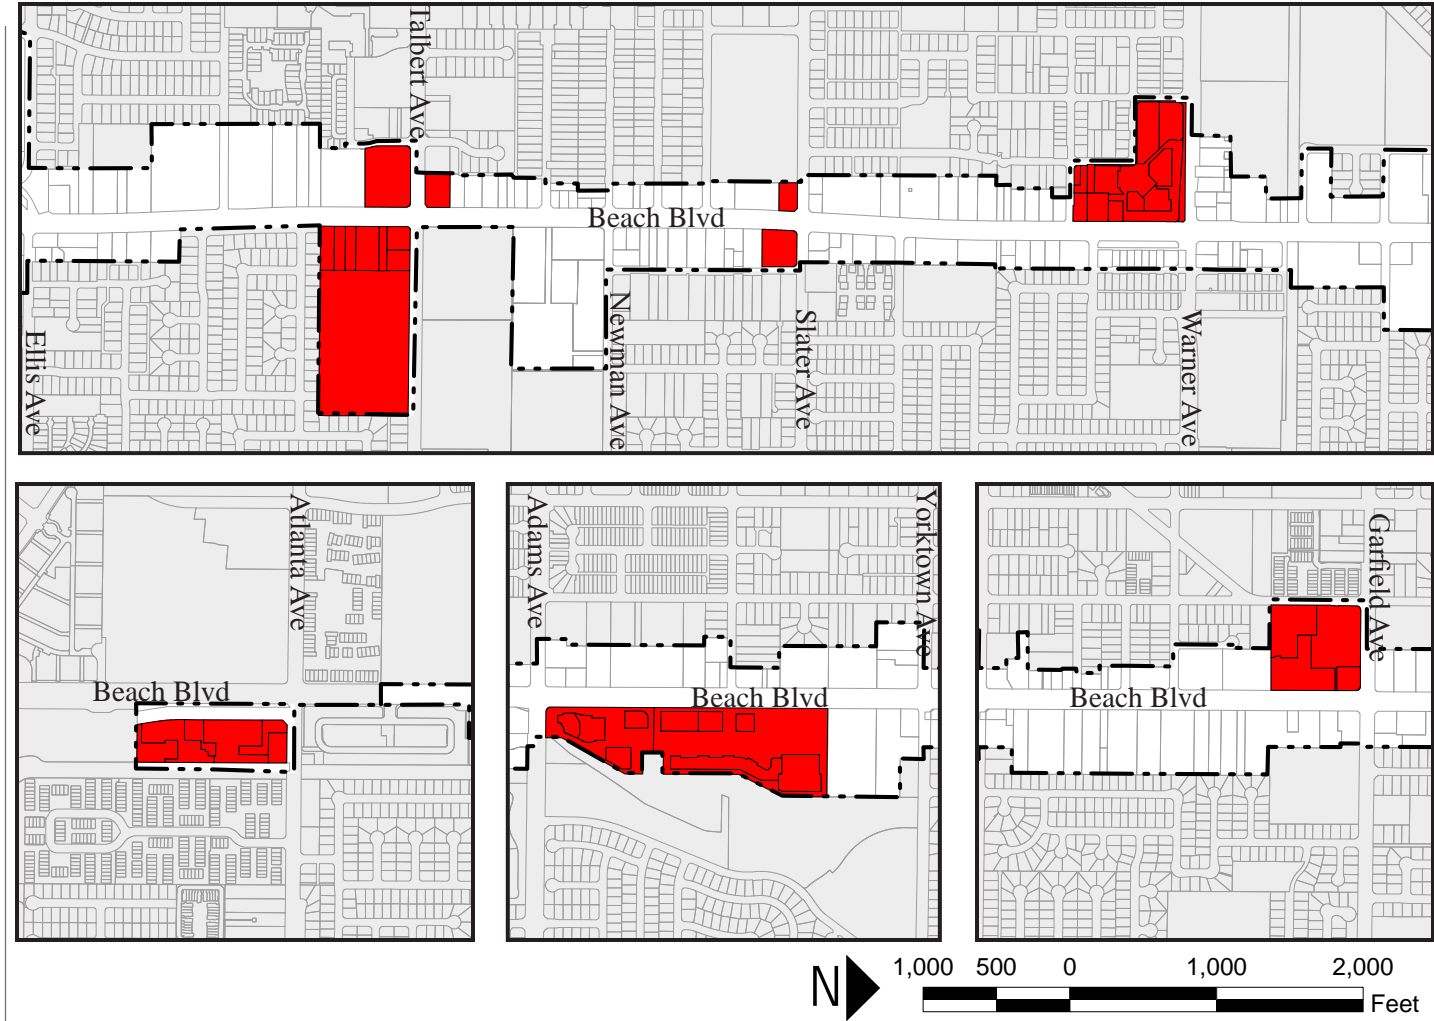 Talbert Ave
Beach Blvd
Ellis Ave
Newman Ave
Slater Ave
Warner Ave
Atlanta Ave
Beach Blvd
Adams Ave
Yorktown Ave
Beach Blvd
Garfield Ave
Beach Blvd
N
1,000 500 0 1,000 2,000
Feet